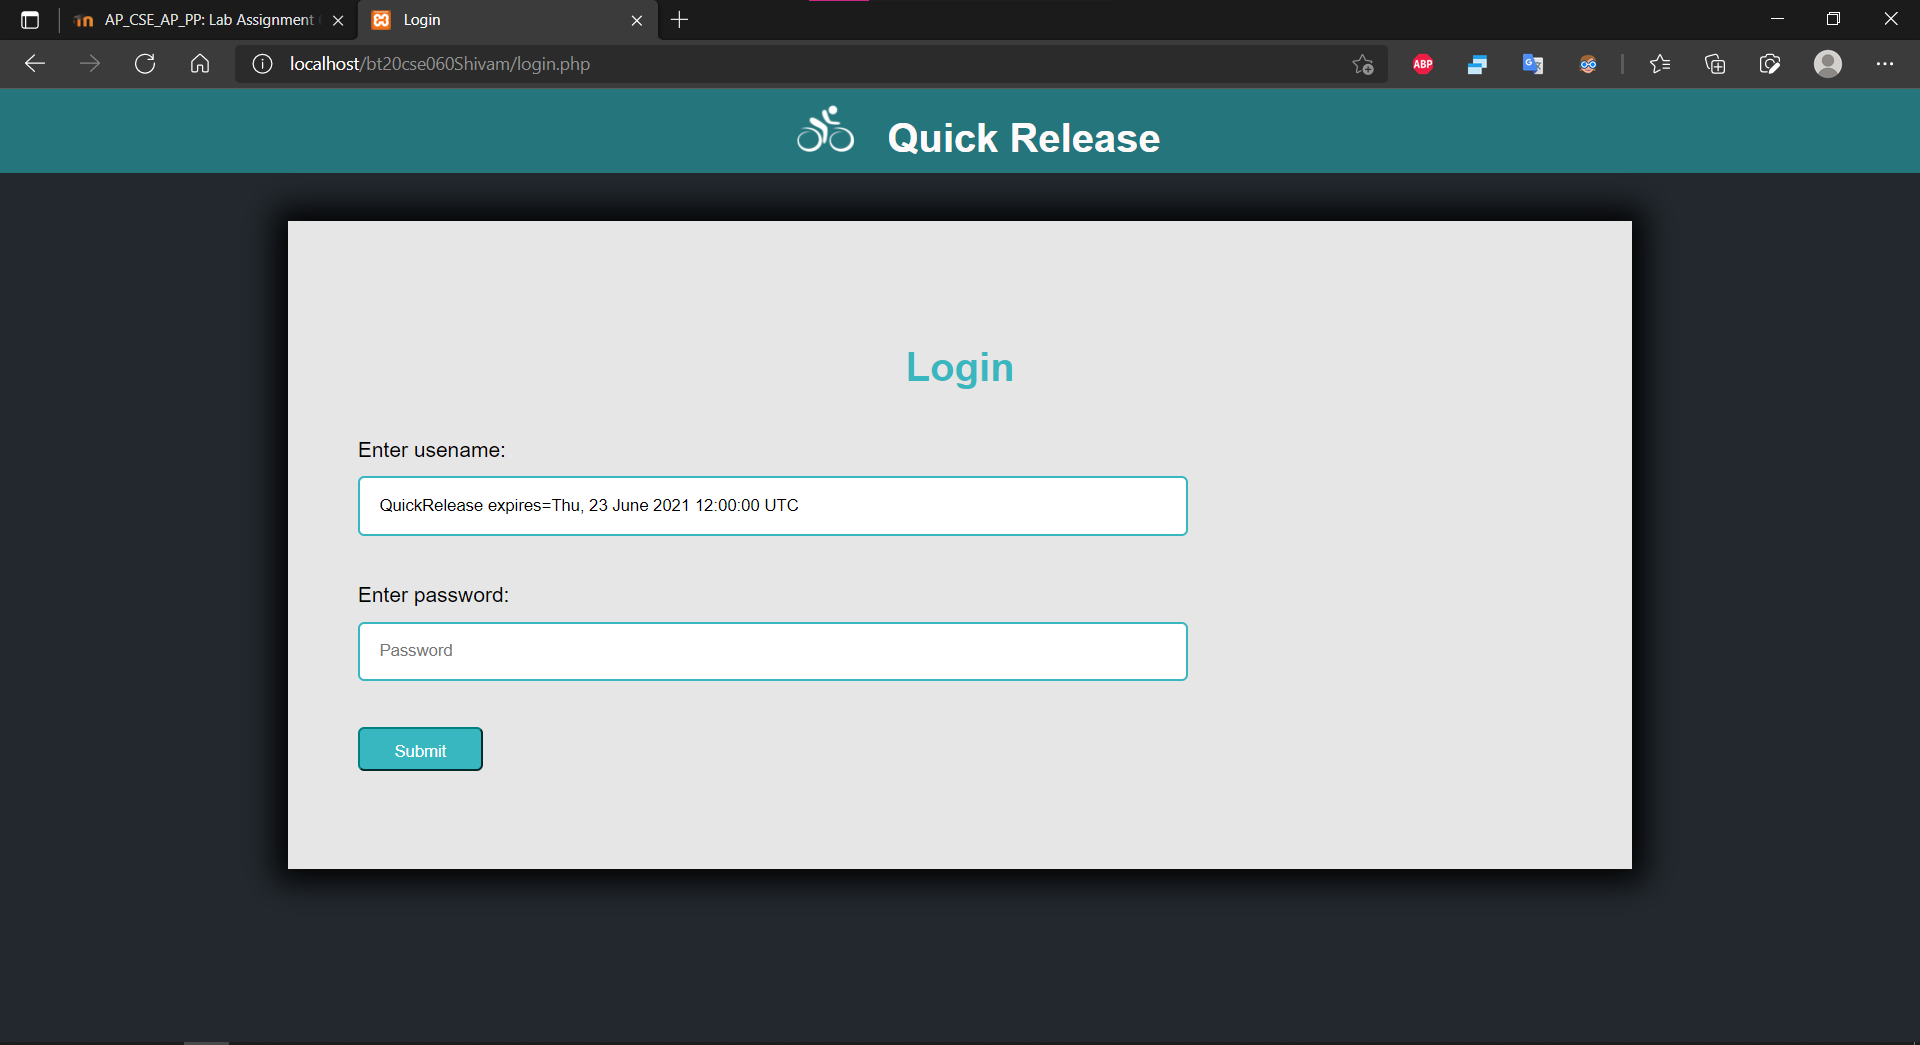 AP_CSE_AP_PP: Lab Assignment
Login
localhost/bt20cse060Shivam/login.php
ABP
Quick Release
Login
Enter usename:
QuickRelease expires=Thu, 23 June 2021 12:00:00 UTC
Enter password:
Password
Submit